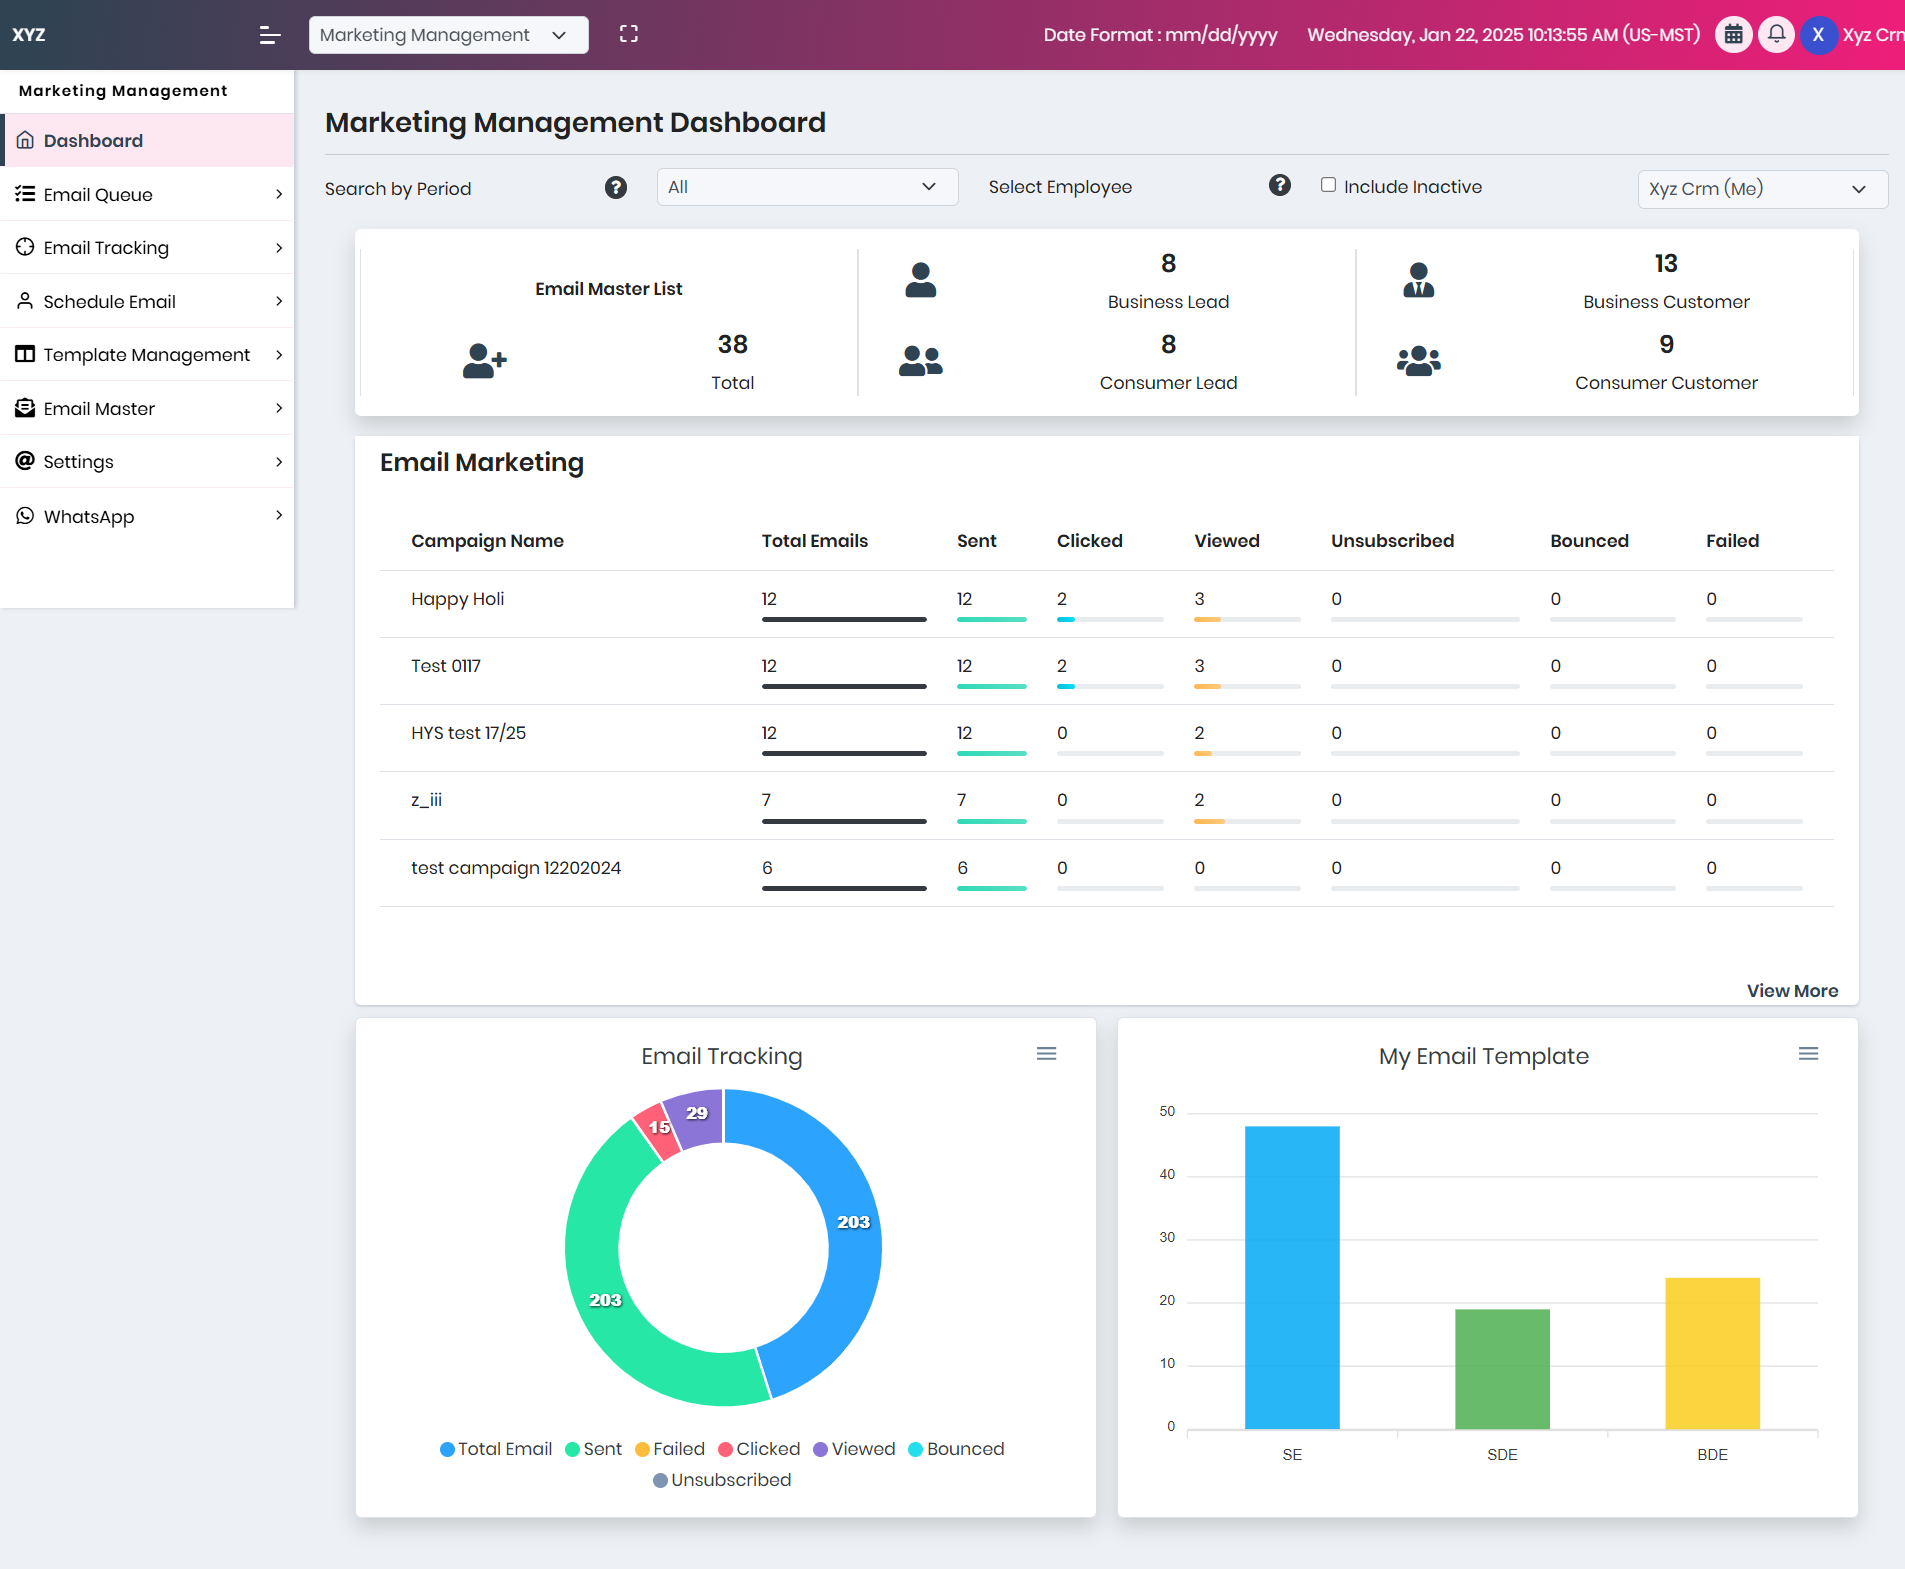 XYZ
Marketing Management
Date Format : mm/dd/yyyy
Wednesday, Jan 22, 2025 10:13:55 AM (US-MST)
X
Xyz Crm
Marketing Management
Dashboard
Email Queue
Email Tracking
Schedule Email
Template Management
Email Master
Settings
WhatsApp
Marketing Management Dashboard
Search by Period ? All Select Employee ? Include Inactive Xyz Crm (Me)
Email Master List
38
Total
8
Business Lead
8
Consumer Lead
13
Business Customer
9
Consumer Customer
Email Marketing
Campaign Name Total Emails Sent Clicked Viewed Unsubscribed Bounced Failed
Happy Holi 12 12 2 3 0 0 0
Test 0117 12 12 2 3 0 0 0
HYS test 17/25 12 12 0 2 0 0 0
z_iii 7 7 0 2 0 0 0
test campaign 12202024 6 6 0 0 0 0 0
View More
Email Tracking
29
15
203
203
Total Email Sent Failed Clicked Viewed Bounced
Unsubscribed
My Email Template
50
40
30
20
10
0
SE SDE BDE